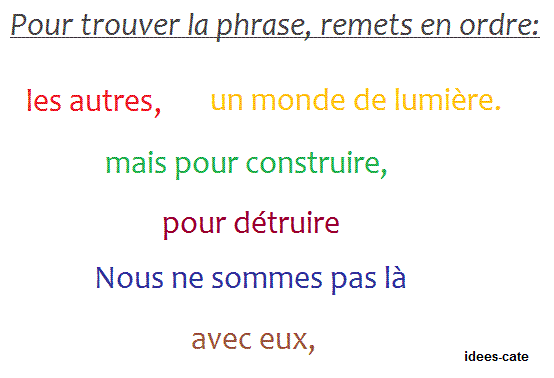 Pour trouver la phrase, remets en ordre:
les autres, un monde de lumière.
mais pour construire,
pour détruire
Nous ne sommes pas là
avec eux,
idees-cate